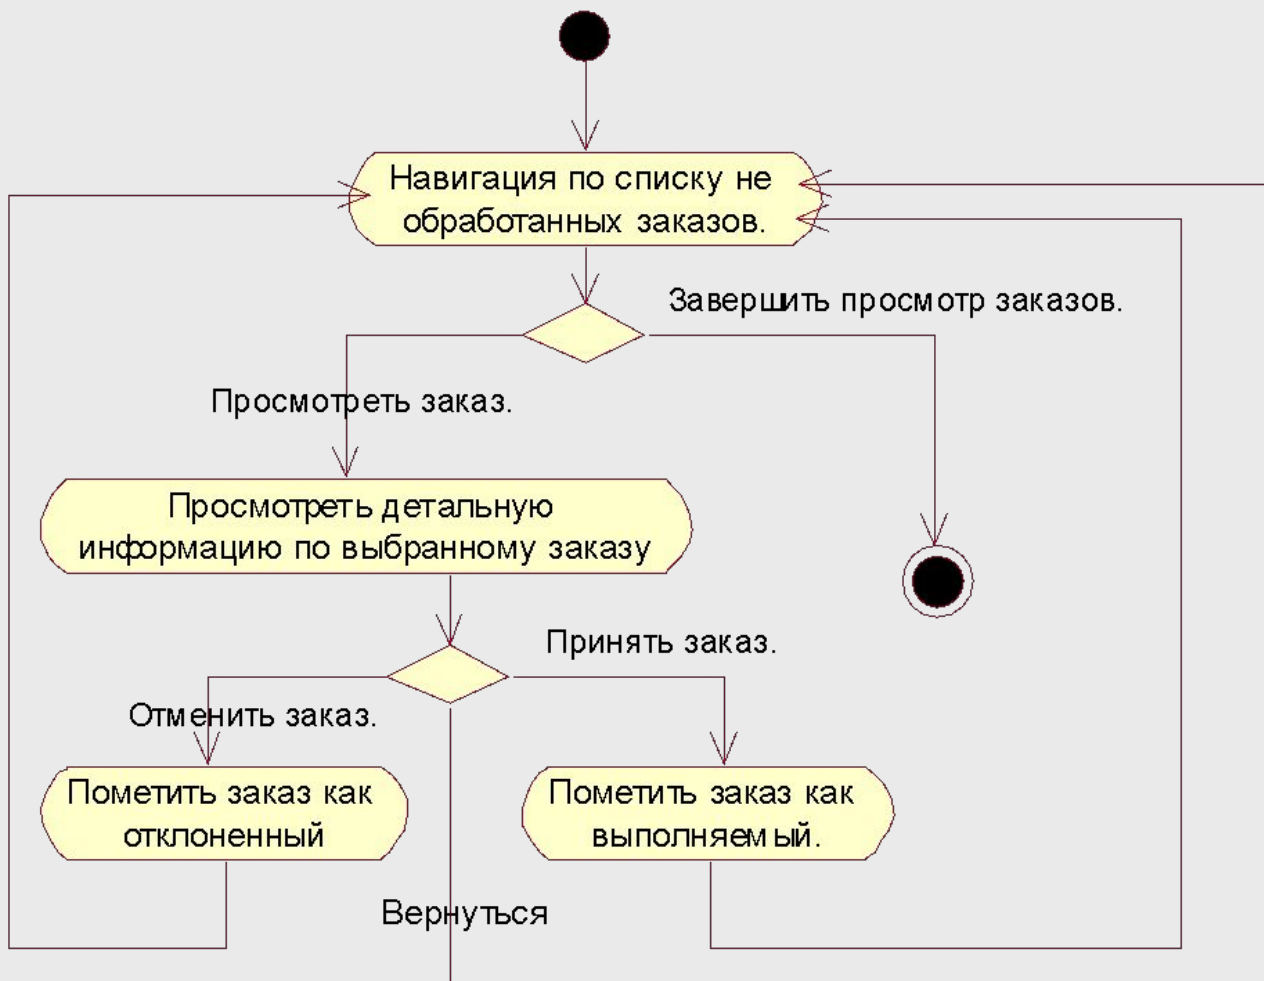 Навигация по списку не
обработанных заказов.
Завершить просмотр заказов.
Просмотреть заказ.
Просмотреть детальную
информацию по выбранному заказу
Принять заказ.
Отменить заказ.
Пометить заказ как
отклоненный
Пометить заказ как
выполняемый.
Вернуться